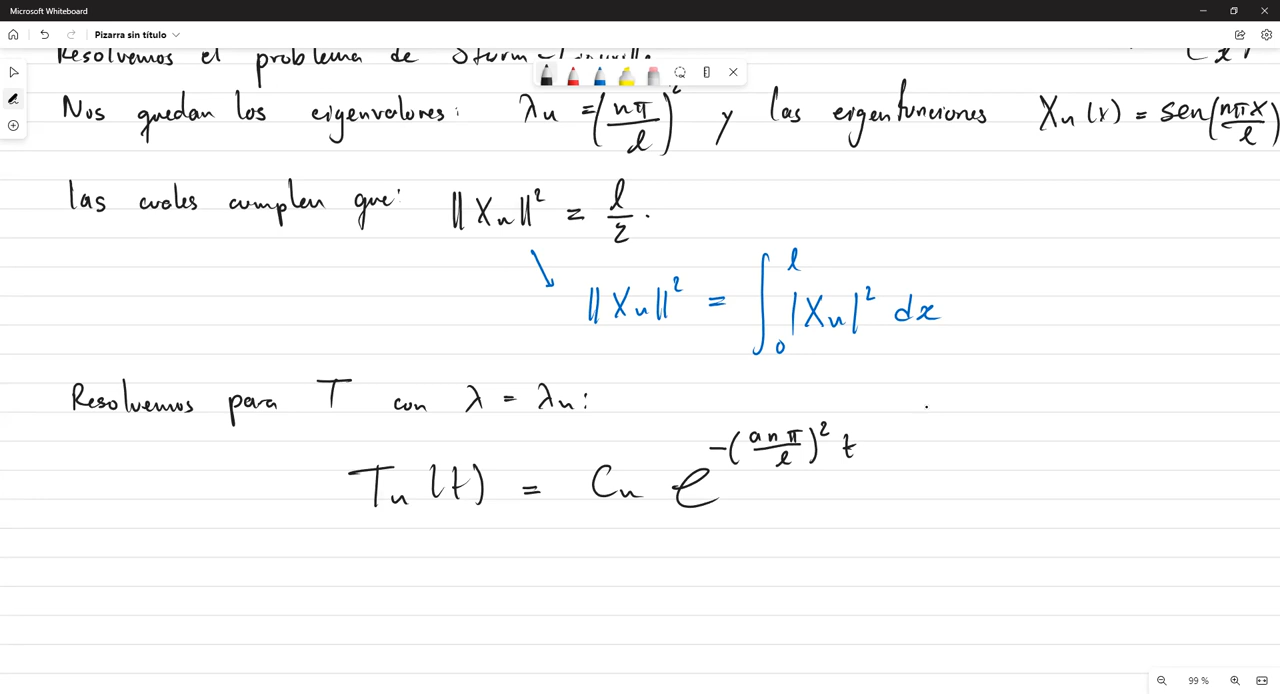 Microsoft Whiteboard
Pizarra sin título
Resolvemos el problema de Sturm-Liouville
Nos quedan los eigenvalores: λn = (nπ/l)² y las eigenfunciones Xn(x) = sen(nπx/l)
las cuales cumplen que: ||Xn||² = l/2.
||Xn||² = ∫₀ˡ |Xn|² dx
Resolvemos para T con λ = λn:
Tn(t) = Cn e^(-(anπ/l)² t)
99 %